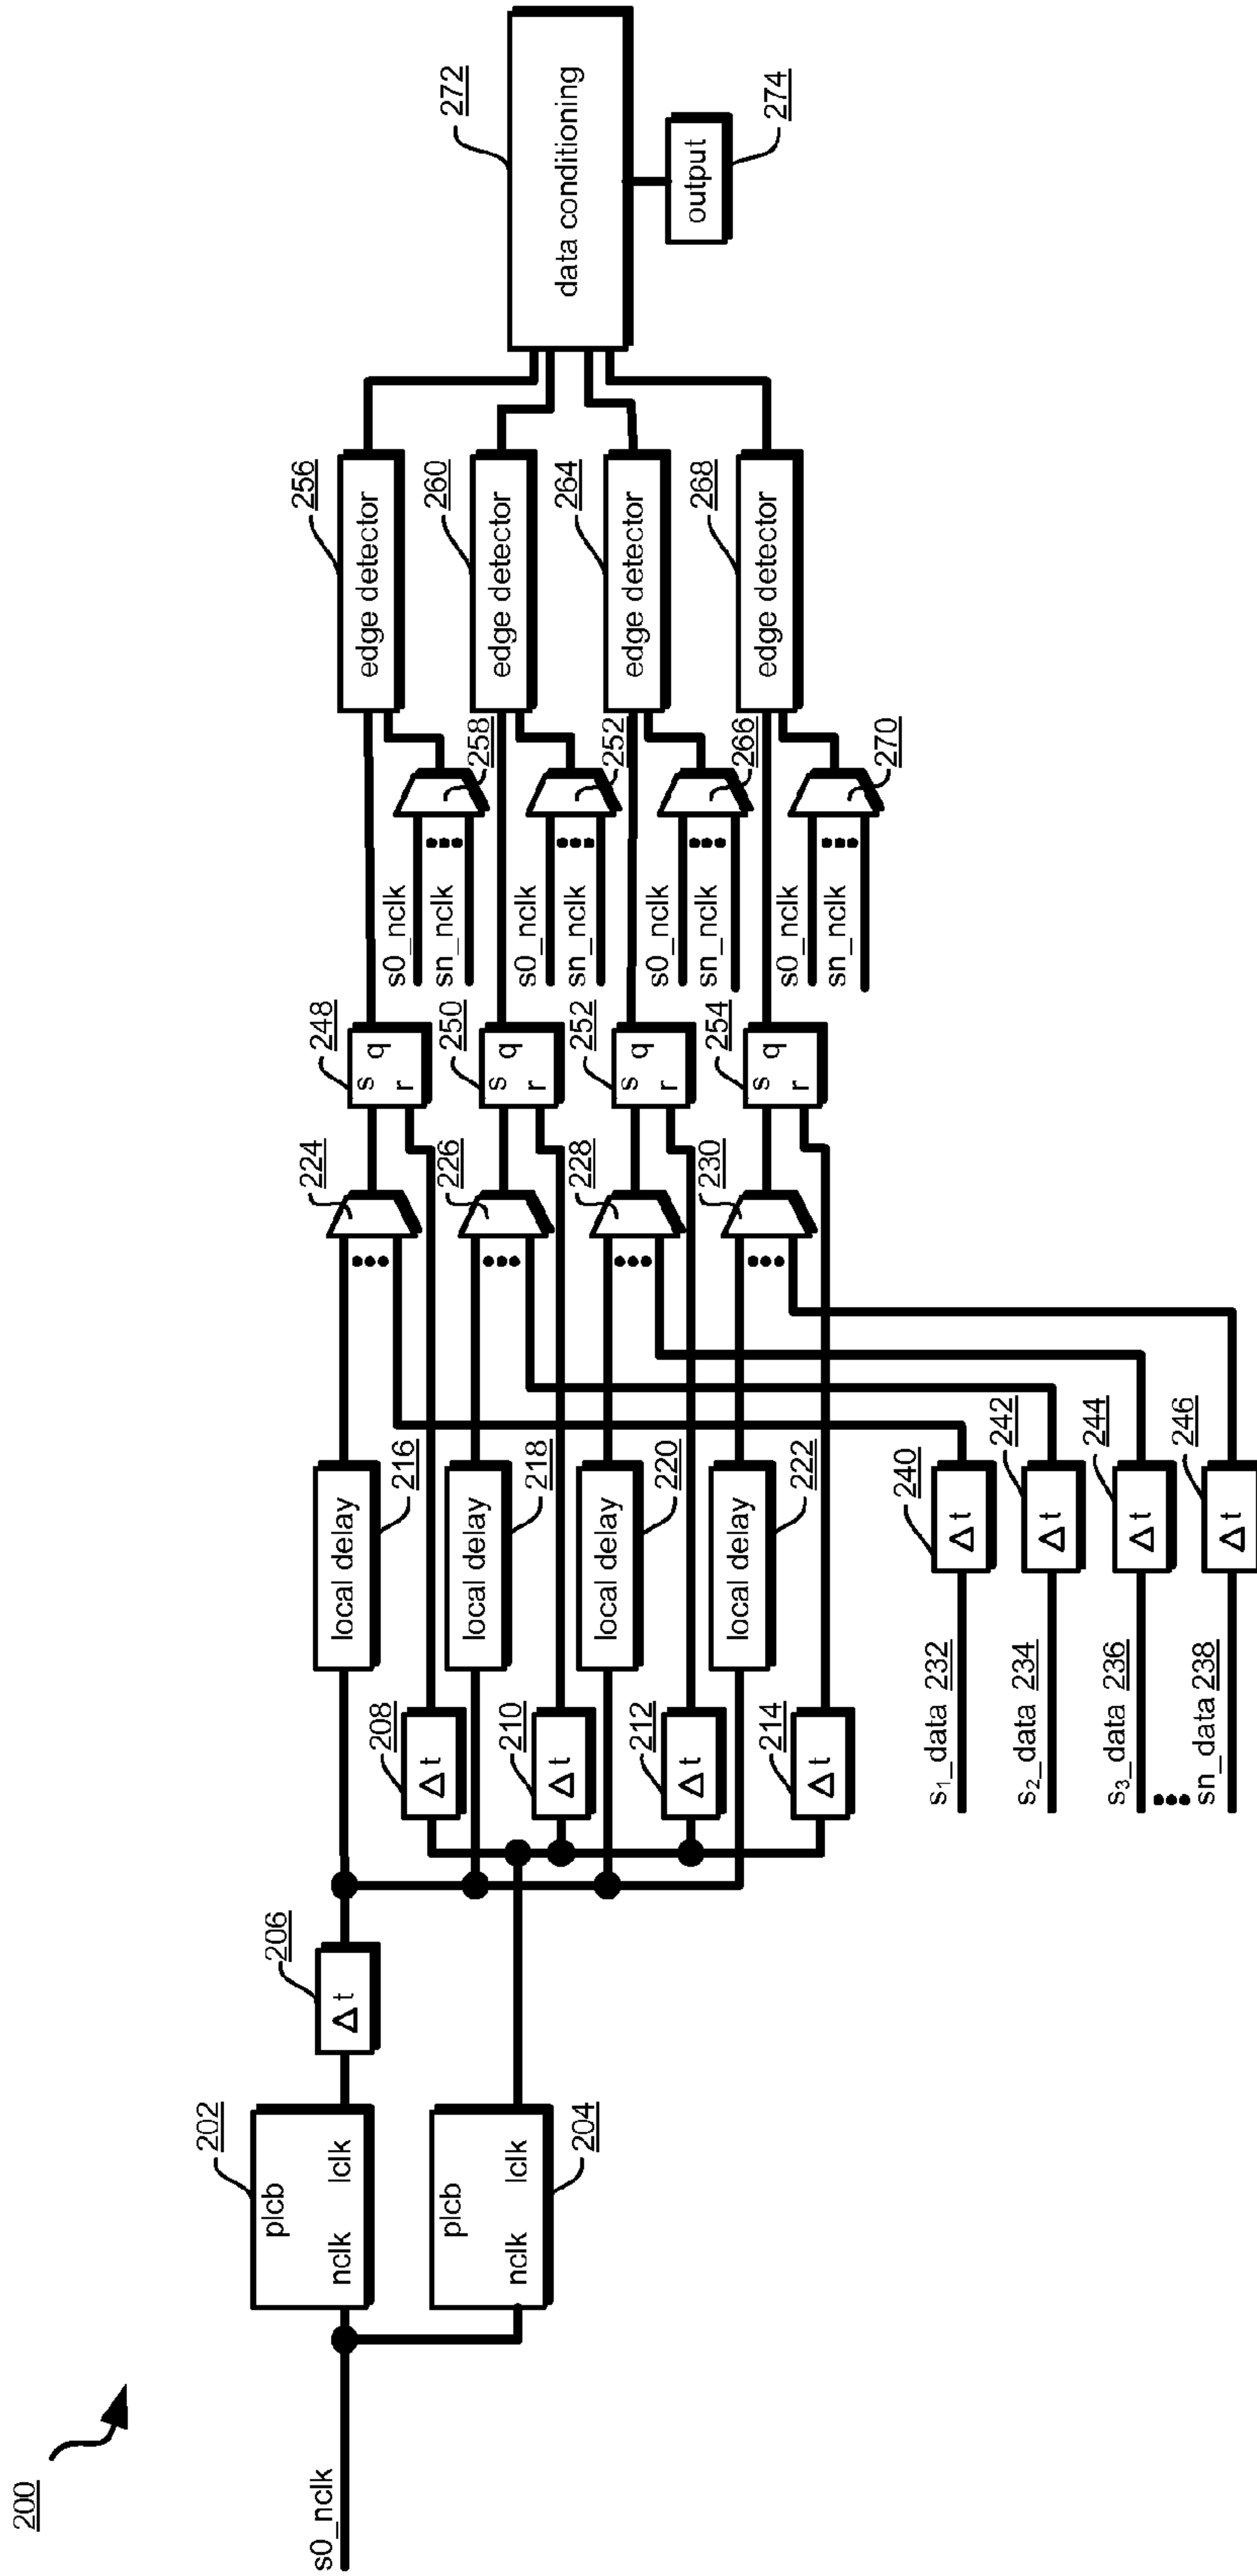 200
s0_nclk
202
plcb
nclk lclk
plcb
nclk lclk
204
206
Δt
208
Δt
210
Δt
212
Δt
214
Δt
local delay
216
local delay
218
local delay
220
local delay
222
s₁_data 232
s₂_data 234
s₃_data 236
sn_data 238
240
Δt
242
Δt
244
Δt
246
Δt
224
226
228
230
248
s q
r
250
s q
r
252
s q
r
254
s q
r
s0_nclk
sn_nclk
258
s0_nclk
sn_nclk
252
s0_nclk
sn_nclk
266
s0_nclk
sn_nclk
270
256
edge detector
260
edge detector
264
edge detector
268
edge detector
272
data conditioning
output
274